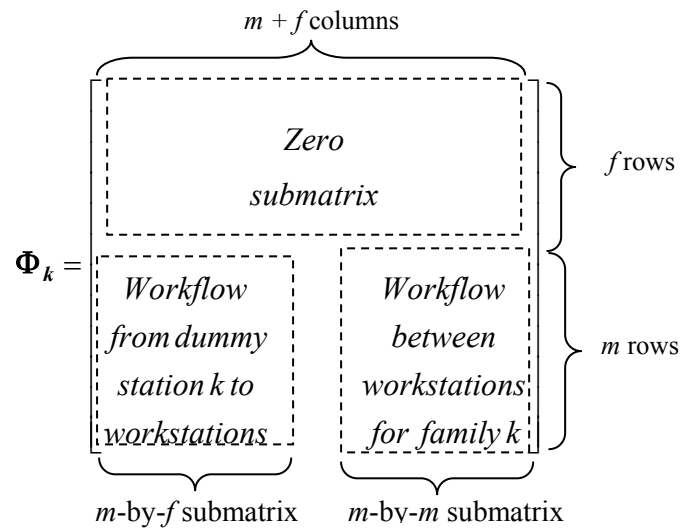 m + f columns
Zero
submatrix
f rows
Φk =
Workflow
from dummy
station k to
workstations
Workflow
between
workstations
for family k
m rows
m-by-f submatrix
m-by-m submatrix